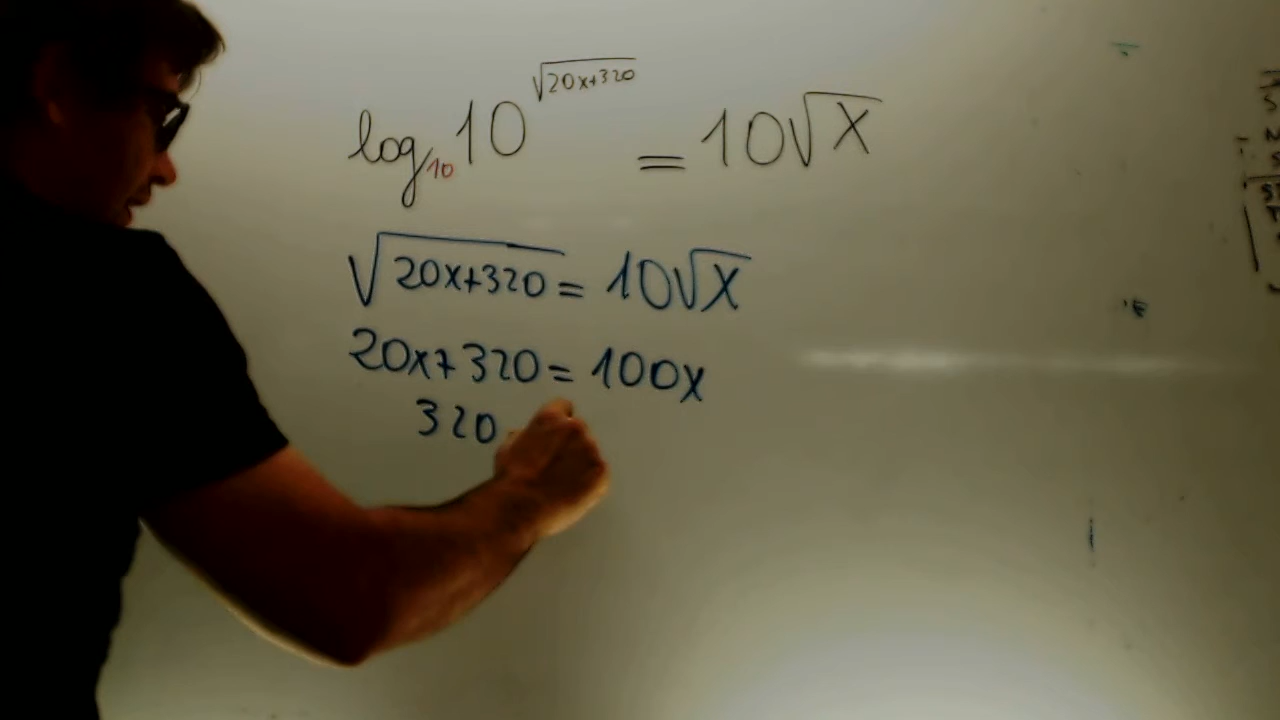 log₁₀ 10^√(20x+320) = 10√x
√(20x+320) = 10√x
20x+320 = 100x
320